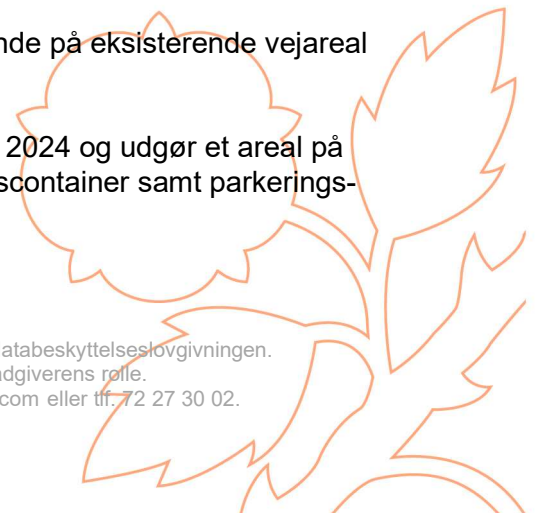 nde på eksisterende vejareal
2024 og udgør et areal på
scontainer samt parkerings-
atabeskyttelseslovgivningen.
dgiverens rolle.
com eller tlf. 72 27 30 02.